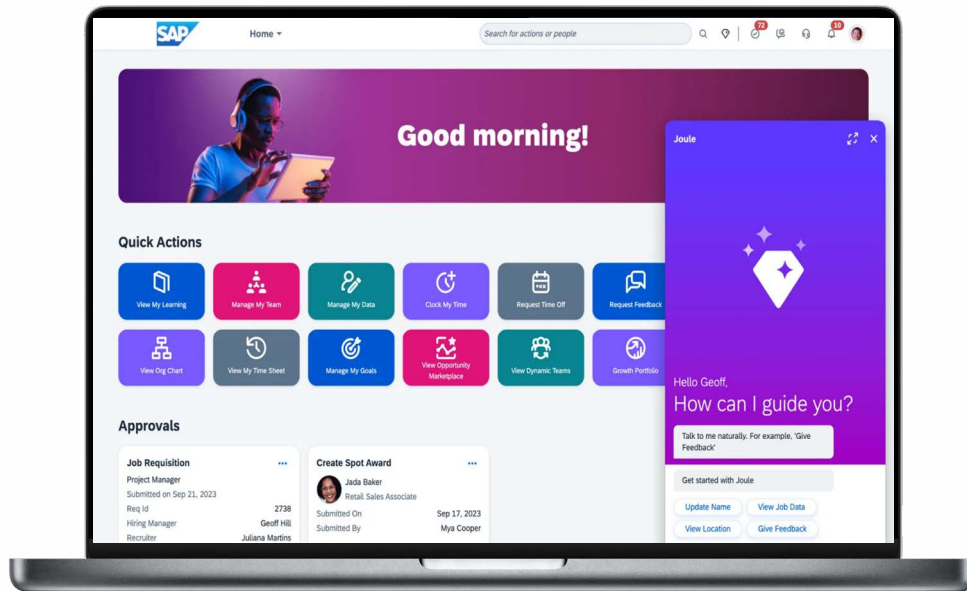 SAP
Home
Search for actions or people
72
10
Good morning!
Joule
Quick Actions
View My Learning
Manage My Team
Manage My Data
Clock My Time
Request Time Off
Request Feedback
View Org Chart
View My Time Sheet
Manage My Goals
View Opportunity
Marketplace
View Dynamic Teams
Growth Portfolio
Hello Geoff,
How can I guide you?
Talk to me naturally. For example, 'Give
Feedback'
Get started with Joule
Update Name
View Job Data
View Location
Give Feedback
Approvals
Job Requisition
Project Manager
Submitted on Sep 21, 2023
Req Id 2738
Hiring Manager Geoff Hill
Recruiter Juliana Martins
Create Spot Award
Jada Baker
Retail Sales Associate
Submitted On Sep 17, 2023
Submitted By Mya Cooper